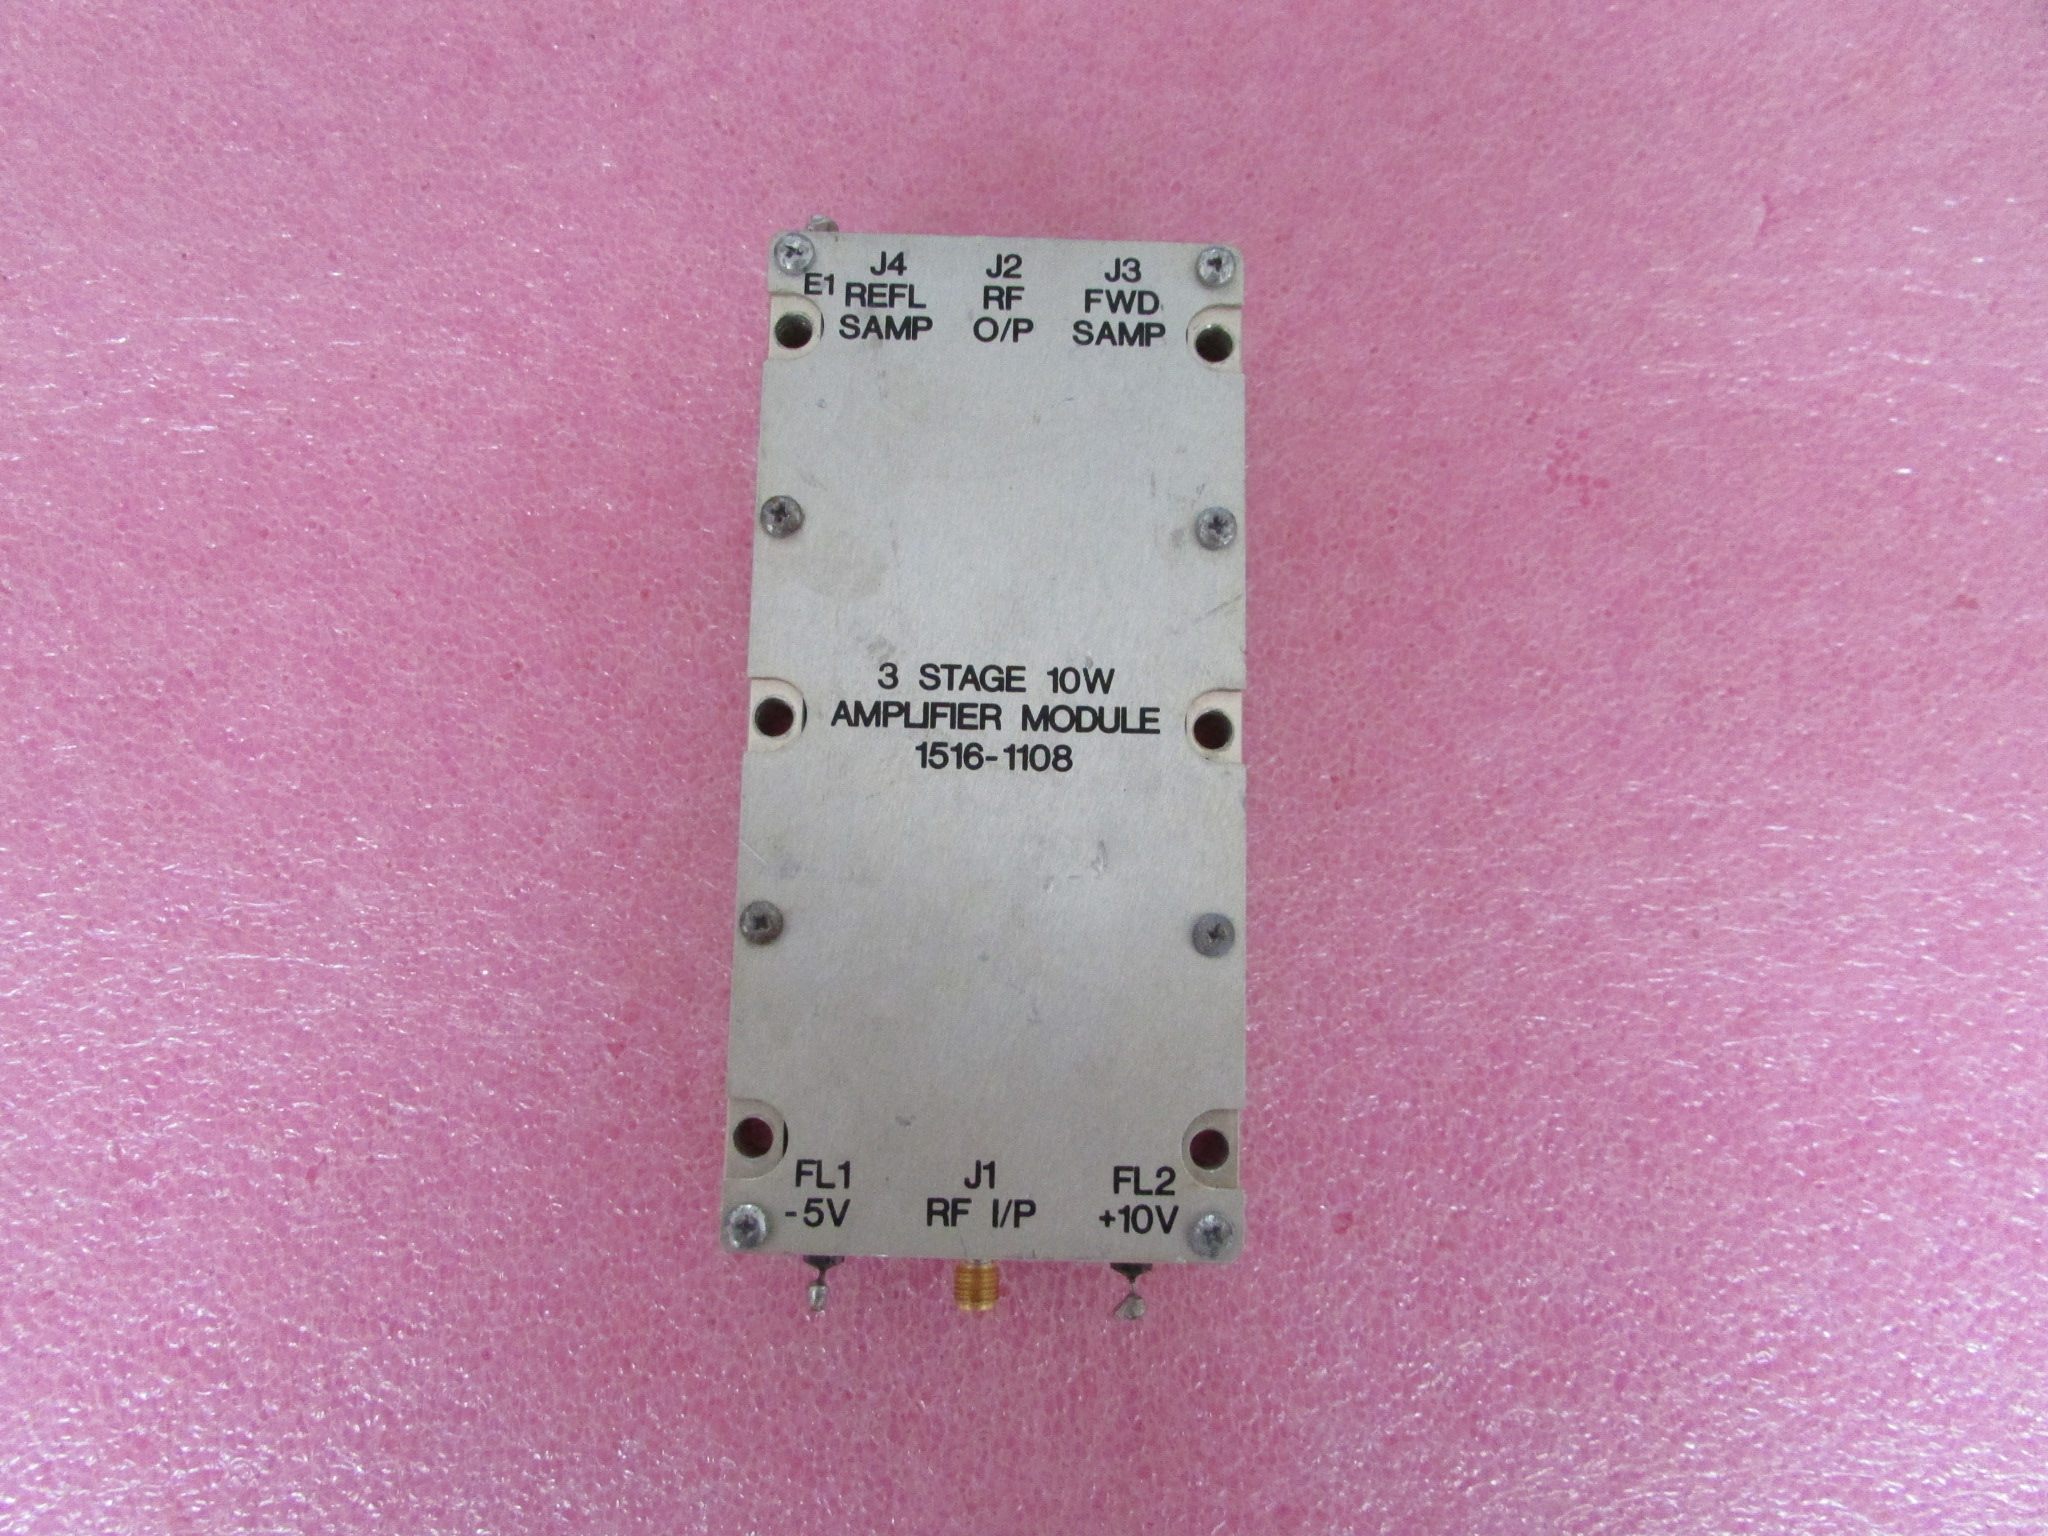 J4 J2 J3
E1 REFL RF FWD
SAMP O/P SAMP
3 STAGE 10W
AMPLIFIER MODULE
1516-1108
FL1 J1 FL2
-5V RF I/P +10V